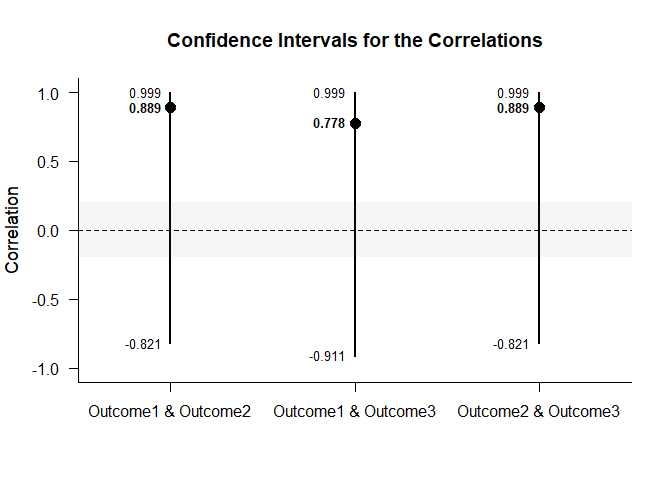 Confidence Intervals for the Correlations
Correlation
1.0
0.5
0.0
-0.5
-1.0
0.999
0.889
-0.821
0.999
0.778
-0.911
0.999
0.889
-0.821
Outcome1 & Outcome2
Outcome1 & Outcome3
Outcome2 & Outcome3